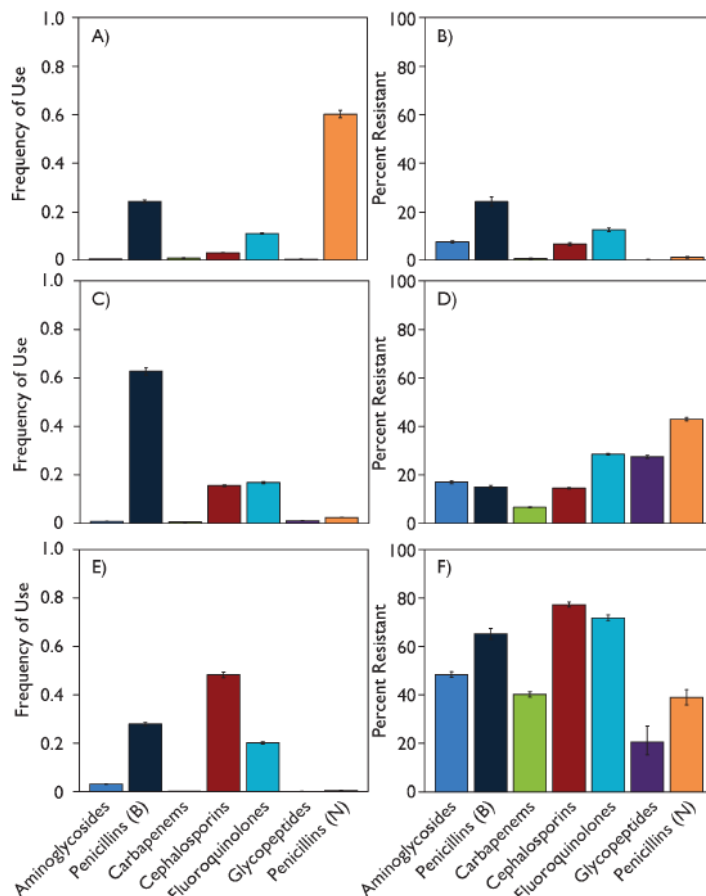 A)
Frequency of Use
1.0
0.8
0.6
0.4
0.2
0
B)
Percent Resistant
100
80
60
40
20
0
C)
Frequency of Use
1.0
0.8
0.6
0.4
0.2
0
D)
Percent Resistant
100
80
60
40
20
0
E)
Frequency of Use
1.0
0.8
0.6
0.4
0.2
0
F)
Percent Resistant
100
80
60
40
20
0
Aminoglycosides
Penicillins (B)
Carbapenems
Cephalosporins
Fluoroquinolones
Glycopeptides
Penicillins (N)
Aminoglycosides
Penicillins (B)
Carbapenems
Cephalosporins
Fluoroquinolones
Glycopeptides
Penicillins (N)